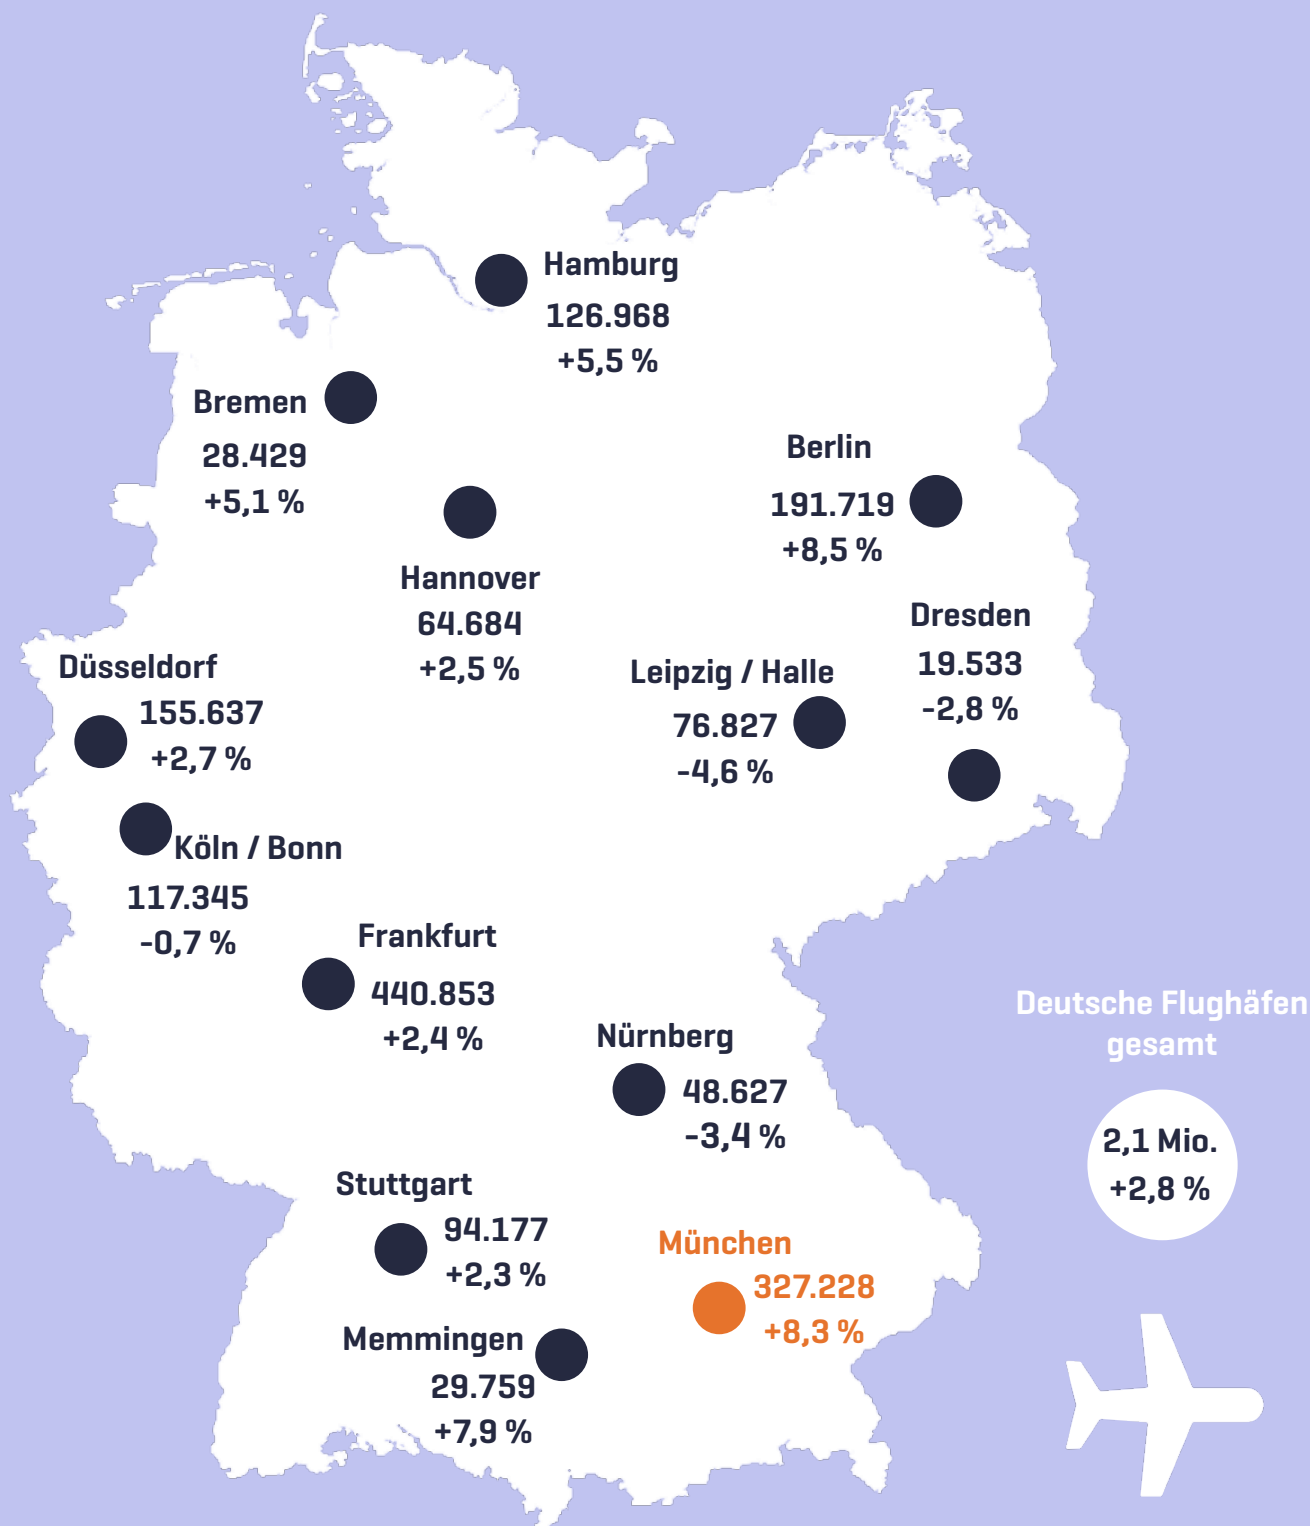 Hamburg
126.968
+5,5 %
Bremen
28.429
+5,1 %
Berlin
191.719
+8,5 %
Hannover
64.684
+2,5 %
Dresden
19.533
-2,8 %
Düsseldorf
155.637
+2,7 %
Leipzig / Halle
76.827
-4,6 %
Köln / Bonn
117.345
-0,7 %
Frankfurt
440.853
+2,4 %
Nürnberg
48.627
-3,4 %
Deutsche Flughäfen
gesamt
2,1 Mio.
+2,8 %
Stuttgart
94.177
+2,3 %
München
327.228
+8,3 %
Memmingen
29.759
+7,9 %